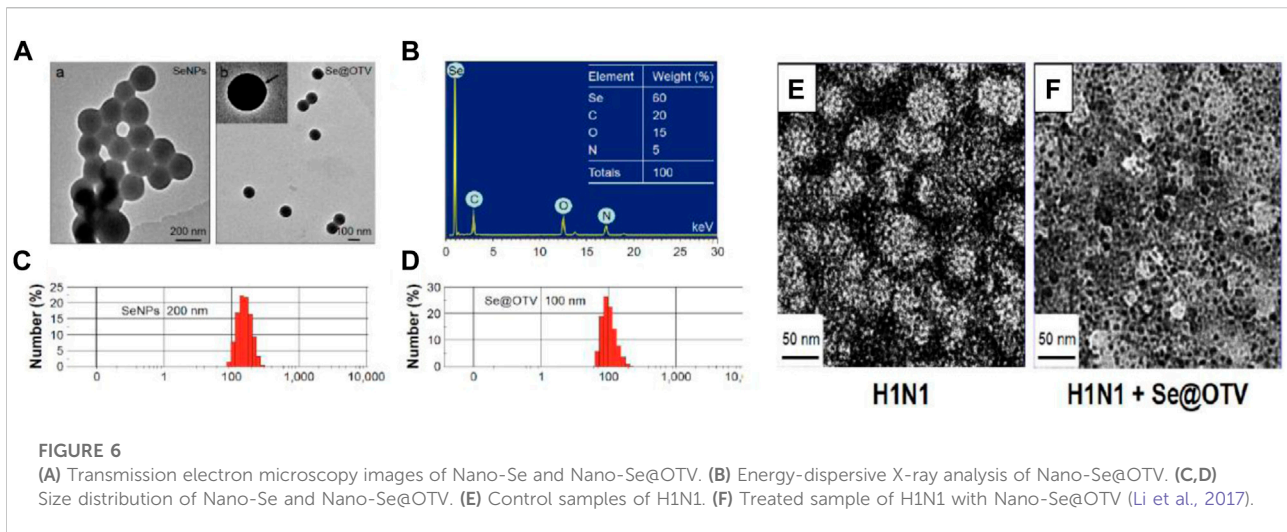 A
a
SeNPs
200 nm
b
Se@OTV
100 nm
B
Se
C
O
N
Element Weight (%)
Se 60
C 20
O 15
N 5
Totals 100
keV
0 5 10 15 20 25 30
C
Number (%)
25
20
15
10
5
0
SeNPs 200 nm
0 1 100 1,000 10,000
D
Number (%)
30
20
10
0
Se@OTV 100 nm
0 1 100 1,000 10,
E
50 nm
H1N1
F
50 nm
H1N1 + Se@OTV
FIGURE 6
(A) Transmission electron microscopy images of Nano-Se and Nano-Se@OTV. (B) Energy-dispersive X-ray analysis of Nano-Se@OTV. (C,D)
Size distribution of Nano-Se and Nano-Se@OTV. (E) Control samples of H1N1. (F) Treated sample of H1N1 with Nano-Se@OTV (Li et al., 2017).